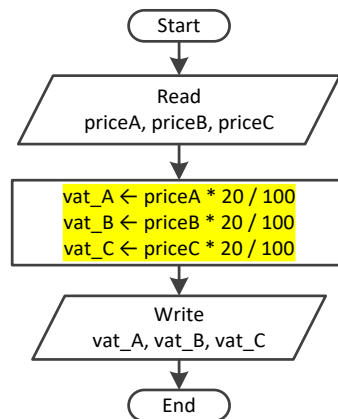 Start
Read
priceA, priceB, priceC
vat_A ← priceA * 20 / 100
vat_B ← priceB * 20 / 100
vat_C ← priceC * 20 / 100
Write
vat_A, vat_B, vat_C
End